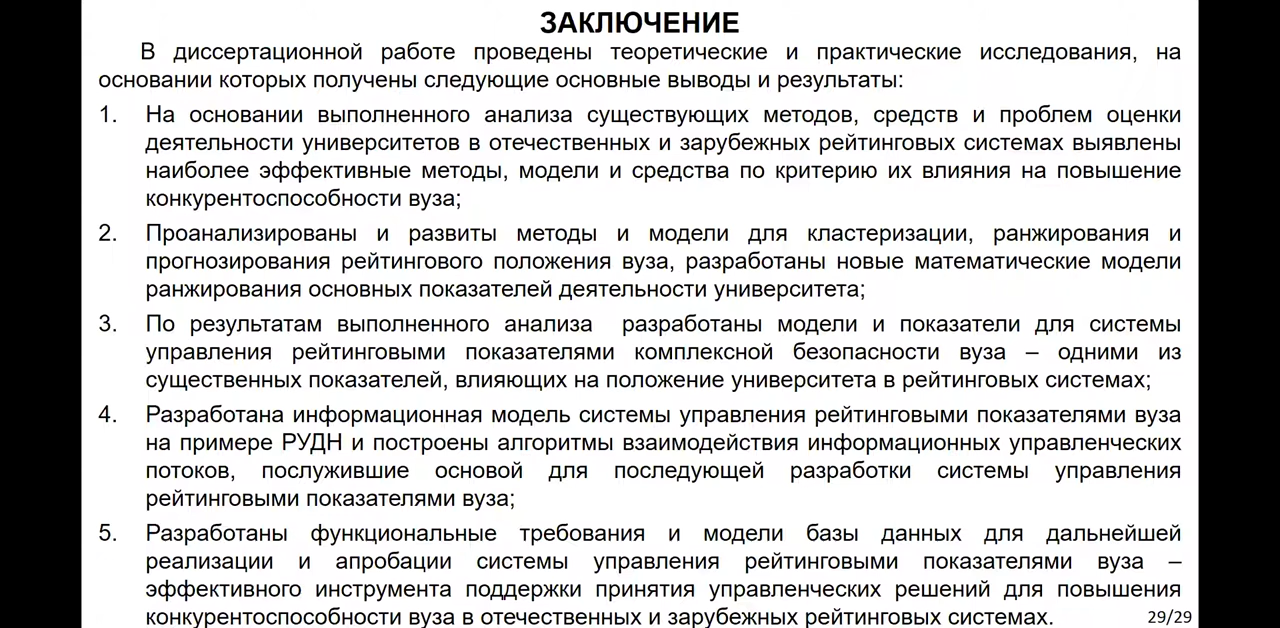 ЗАКЛЮЧЕНИЕ
В диссертационной работе проведены теоретические и практические исследования, на
основании которых получены следующие основные выводы и результаты:
1. На основании выполненного анализа существующих методов, средств и проблем оценки
деятельности университетов в отечественных и зарубежных рейтинговых системах выявлены
наиболее эффективные методы, модели и средства по критерию их влияния на повышение
конкурентоспособности вуза;
2. Проанализированы и развиты методы и модели для кластеризации, ранжирования и
прогнозирования рейтингового положения вуза, разработаны новые математические модели
ранжирования основных показателей деятельности университета;
3. По результатам выполненного анализа разработаны модели и показатели для системы
управления рейтинговыми показателями комплексной безопасности вуза – одними из
существенных показателей, влияющих на положение университета в рейтинговых системах;
4. Разработана информационная модель системы управления рейтинговыми показателями вуза
на примере РУДН и построены алгоритмы взаимодействия информационных управленческих
потоков, послужившие основой для последующей разработки системы управления
рейтинговыми показателями вуза;
5. Разработаны функциональные требования и модели базы данных для дальнейшей
реализации и апробации системы управления рейтинговыми показателями вуза –
эффективного инструмента поддержки принятия управленческих решений для повышения
конкурентоспособности вуза в отечественных и зарубежных рейтинговых системах.
29/29